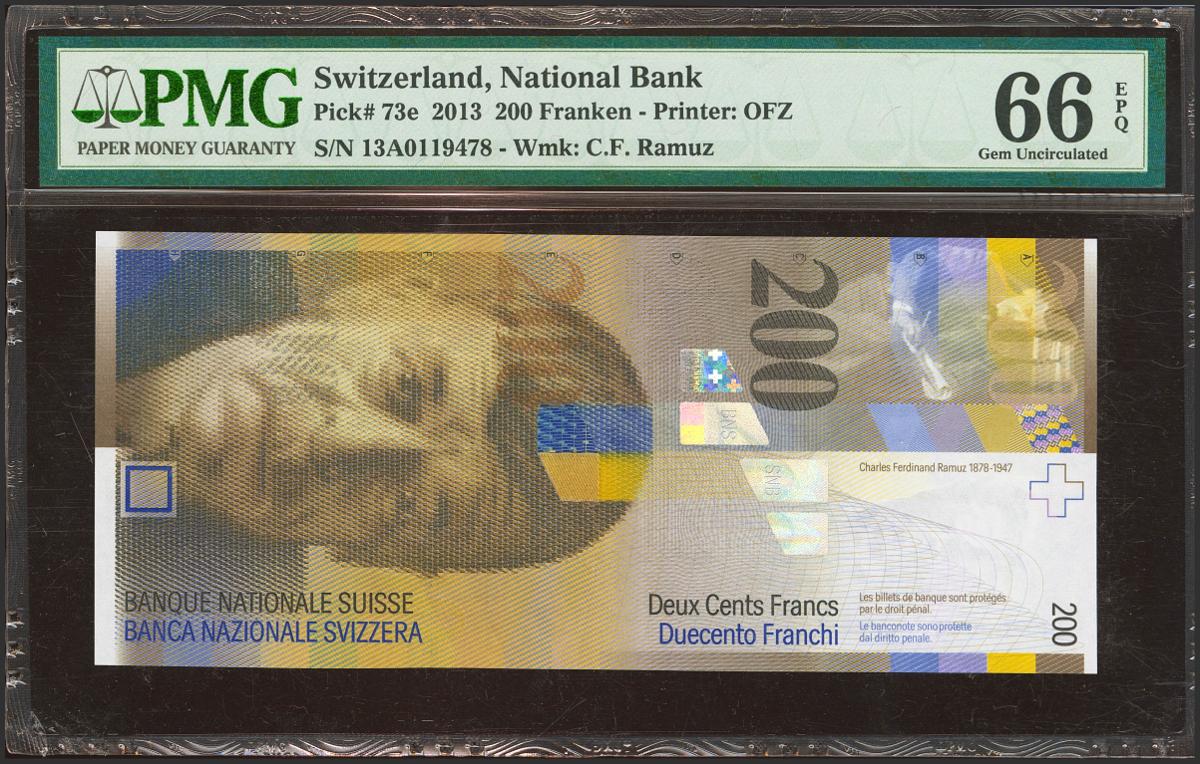 PMG
PAPER MONEY GUARANTY
Switzerland, National Bank
Pick# 73e 2013 200 Franken - Printer: OFZ
S/N 13A0119478 - Wmk: C.F. Ramuz
66
EPQ
Gem Uncirculated
G
F
E
D
C
B
A
200
BNS
SNB
Charles Ferdinand Ramuz 1878-1947
BANQUE NATIONALE SUISSE
BANCA NAZIONALE SVIZZERA
Deux Cents Francs
Duecento Franchi
Les billets de banque sont protégés
par le droit pénal.
Le banconote sono protette
dal diritto penale.
200